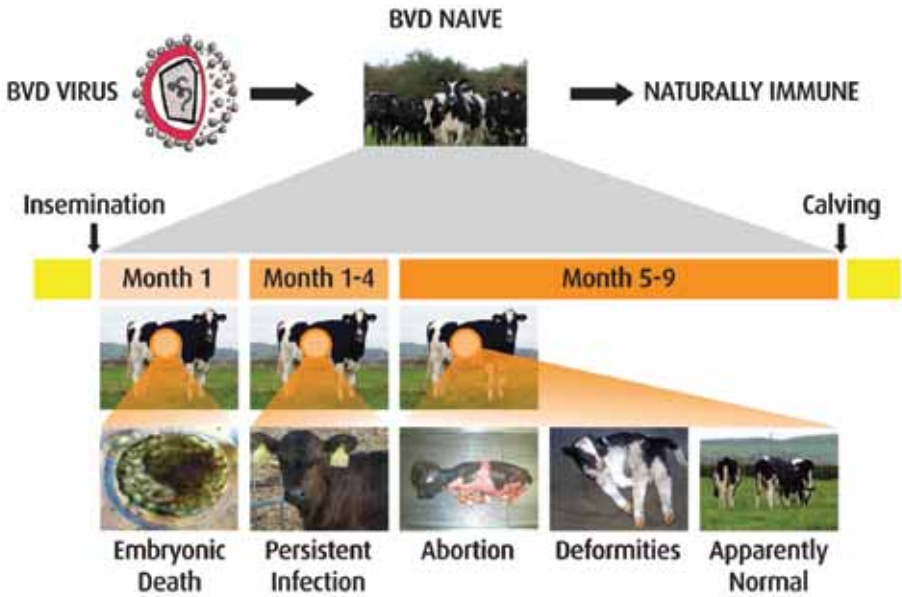 BVD NAIVE
BVD VIRUS
NATURALLY IMMUNE
Insemination
Calving
Month 1
Month 1-4
Month 5-9
Embryonic
Death
Persistent
Infection
Abortion
Deformities
Apparently
Normal